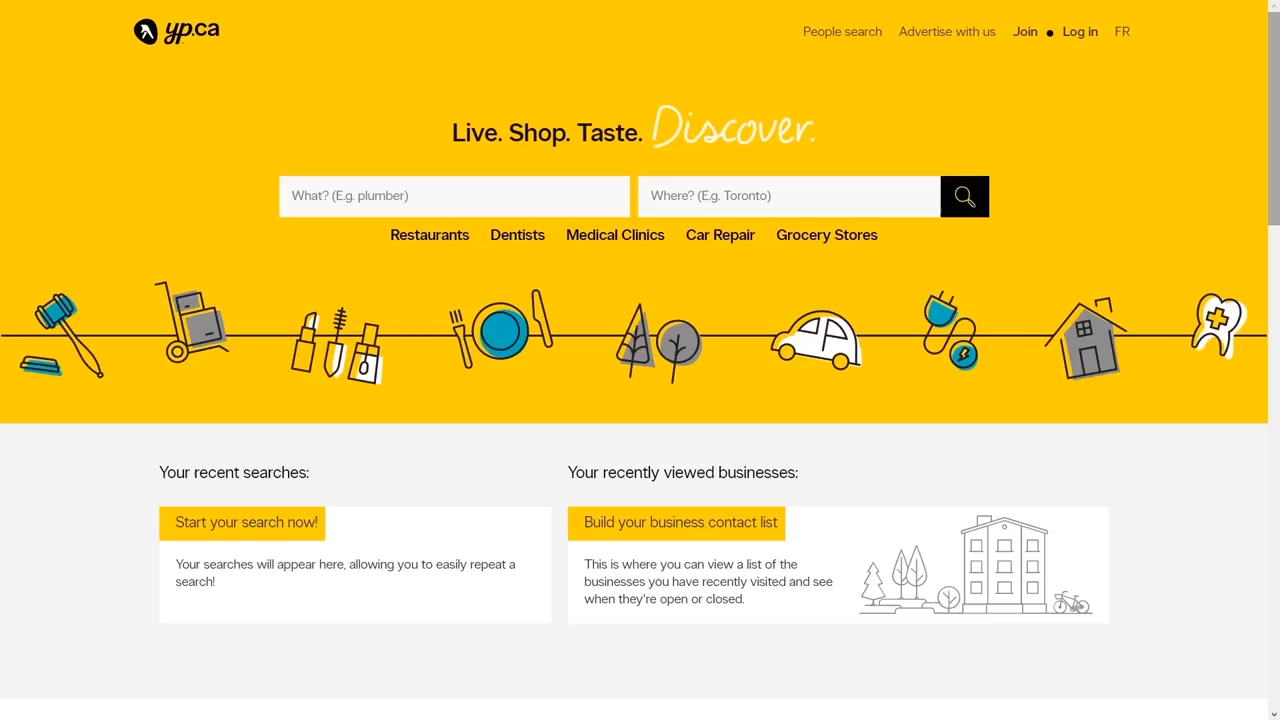 yp.ca
People search
Advertise with us
Join
Log in
FR
Live. Shop. Taste. Discover.
What? (E.g. plumber)
Where? (E.g. Toronto)
Restaurants
Dentists
Medical Clinics
Car Repair
Grocery Stores
Your recent searches:
Start your search now!
Your searches will appear here, allowing you to easily repeat a
search!
Your recently viewed businesses:
Build your business contact list
This is where you can view a list of the
businesses you have recently visited and see
when they're open or closed.